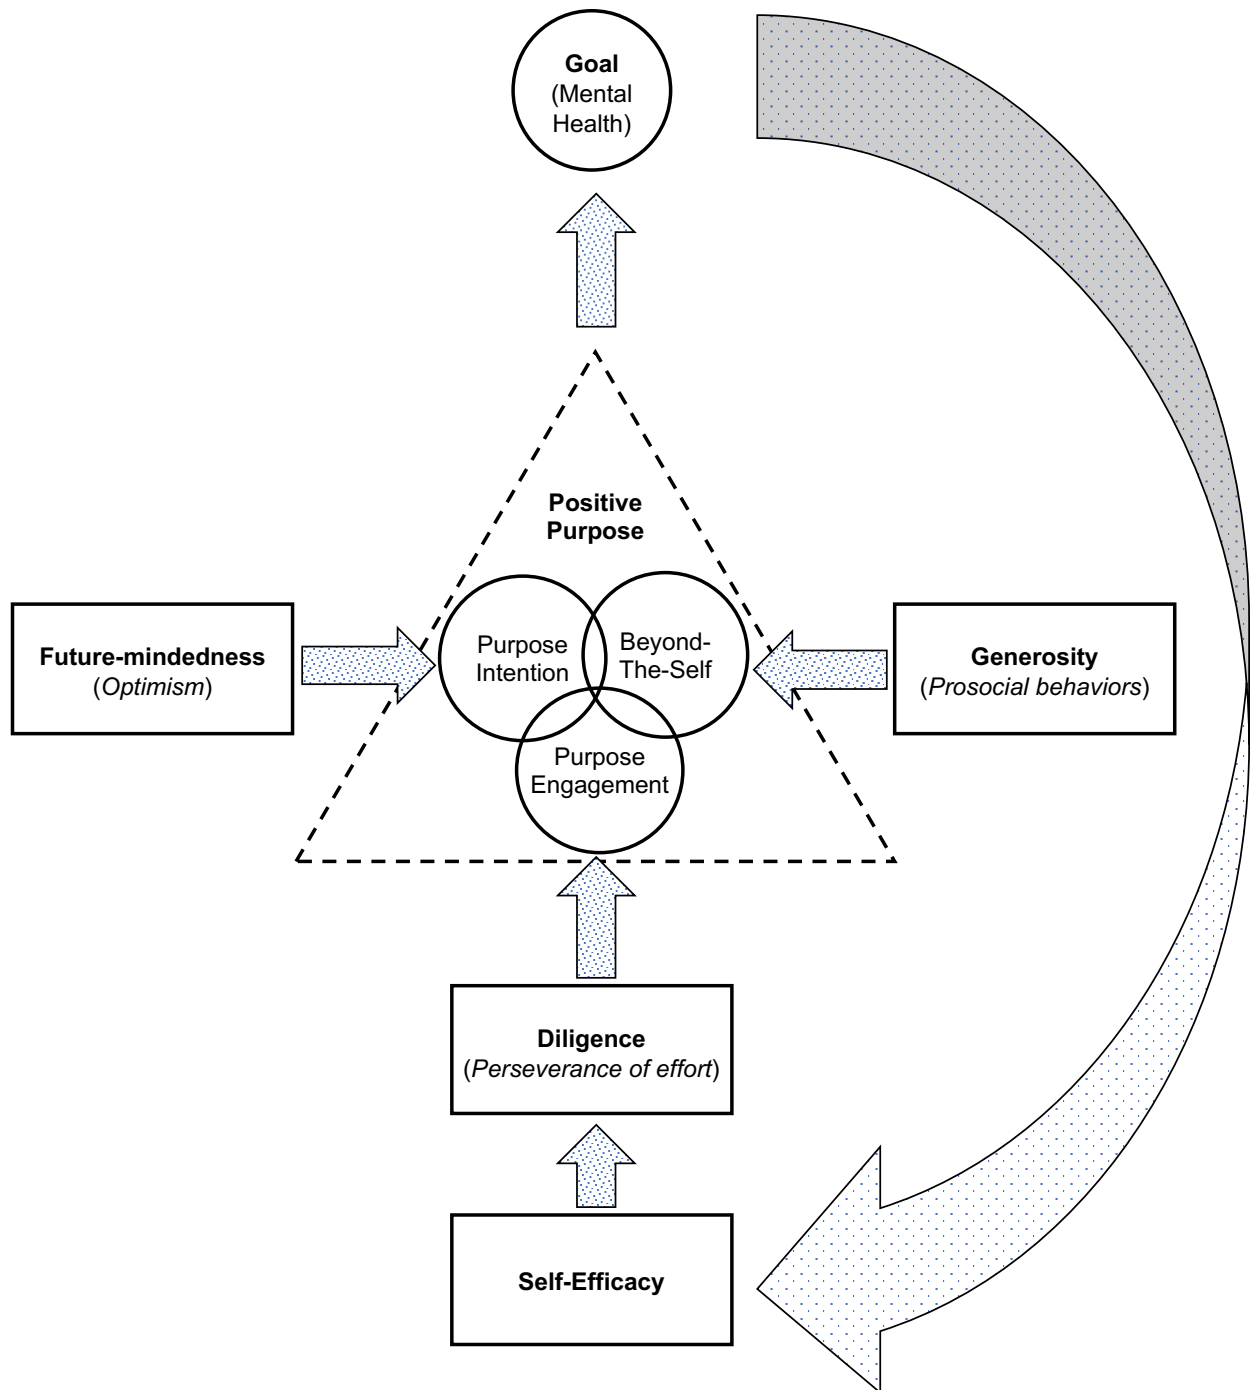 Goal
(Mental
Health)
Positive
Purpose
Future-mindedness
(Optimism)
Purpose
Intention
Beyond-
The-Self
Generosity
(Prosocial behaviors)
Purpose
Engagement
Diligence
(Perseverance of effort)
Self-Efficacy